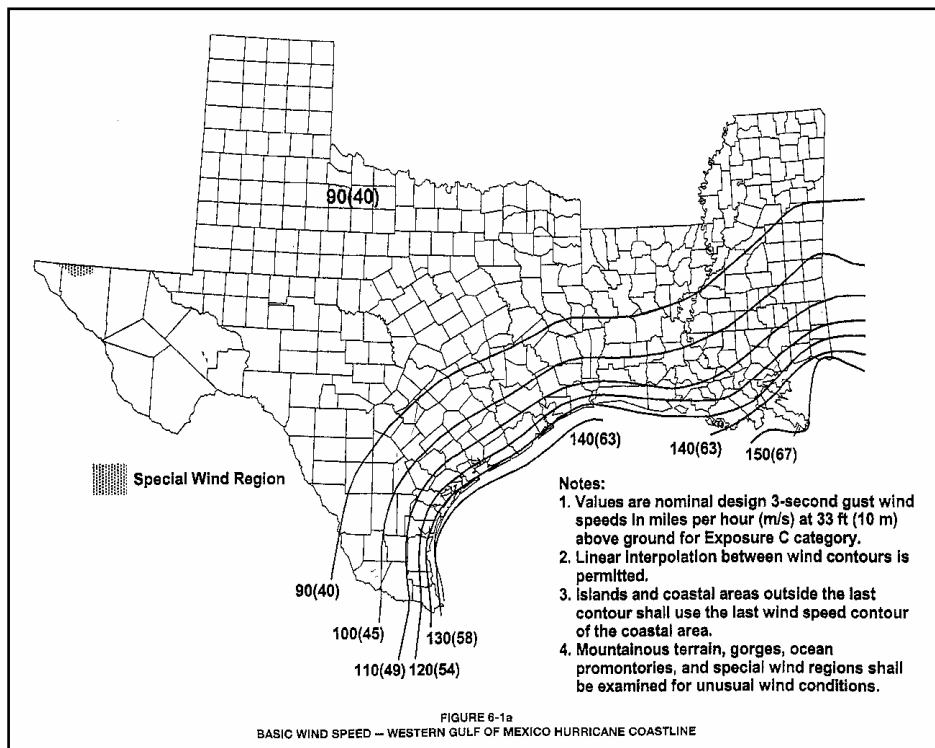 90(40)
140(63)
140(63)
150(67)
Special Wind Region
90(40)
100(45)
110(49)
120(54)
130(58)
Notes:
1. Values are nominal design 3-second gust wind
speeds in miles per hour (m/s) at 33 ft (10 m)
above ground for Exposure C category.
2. Linear interpolation between wind contours is
permitted.
3. Islands and coastal areas outside the last
contour shall use the last wind speed contour
of the coastal area.
4. Mountainous terrain, gorges, ocean
promontories, and special wind regions shall
be examined for unusual wind conditions.
FIGURE 6-1a
BASIC WIND SPEED – WESTERN GULF OF MEXICO HURRICANE COASTLINE